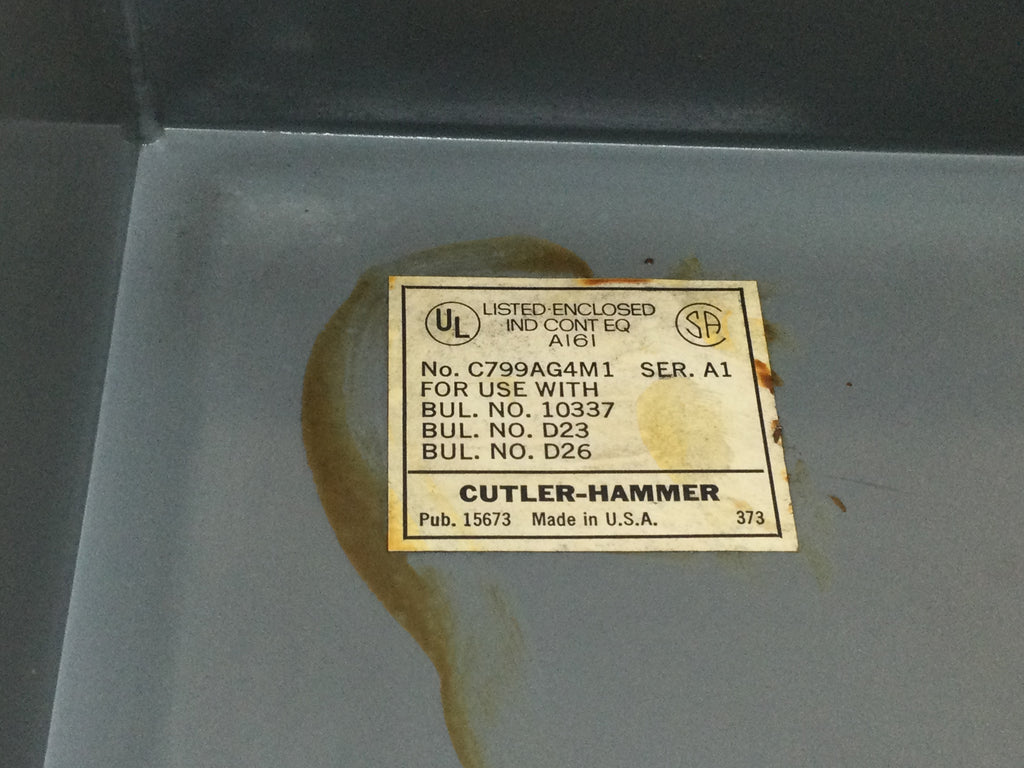 UL LISTED-ENCLOSED SA
IND CONT EQ
A161
No. C799AG4M1 SER. A1
FOR USE WITH
BUL. NO. 10337
BUL. NO. D23
BUL. NO. D26
CUTLER-HAMMER
Pub. 15673 Made in U.S.A. 373